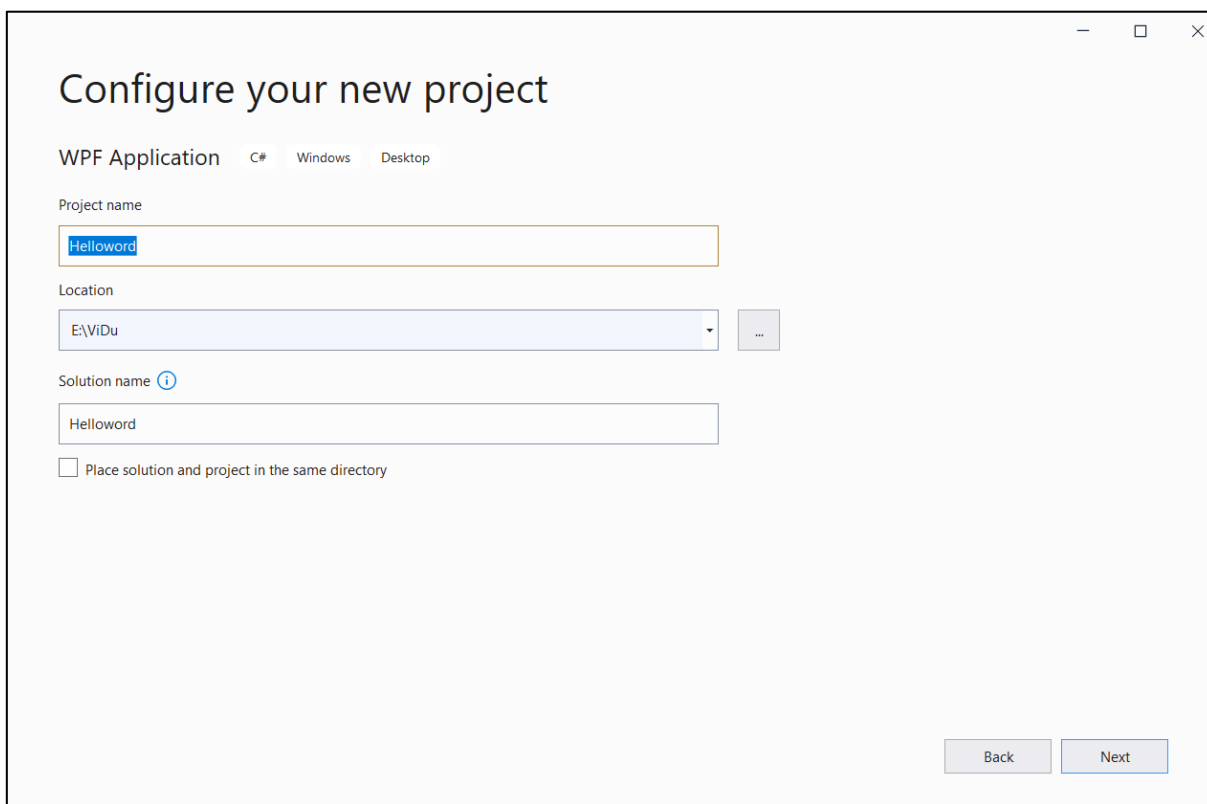 Configure your new project
WPF Application C# Windows Desktop
Project name
Helloword
Location
E:\ViDu
...
Solution name
Helloword
Place solution and project in the same directory
Back Next